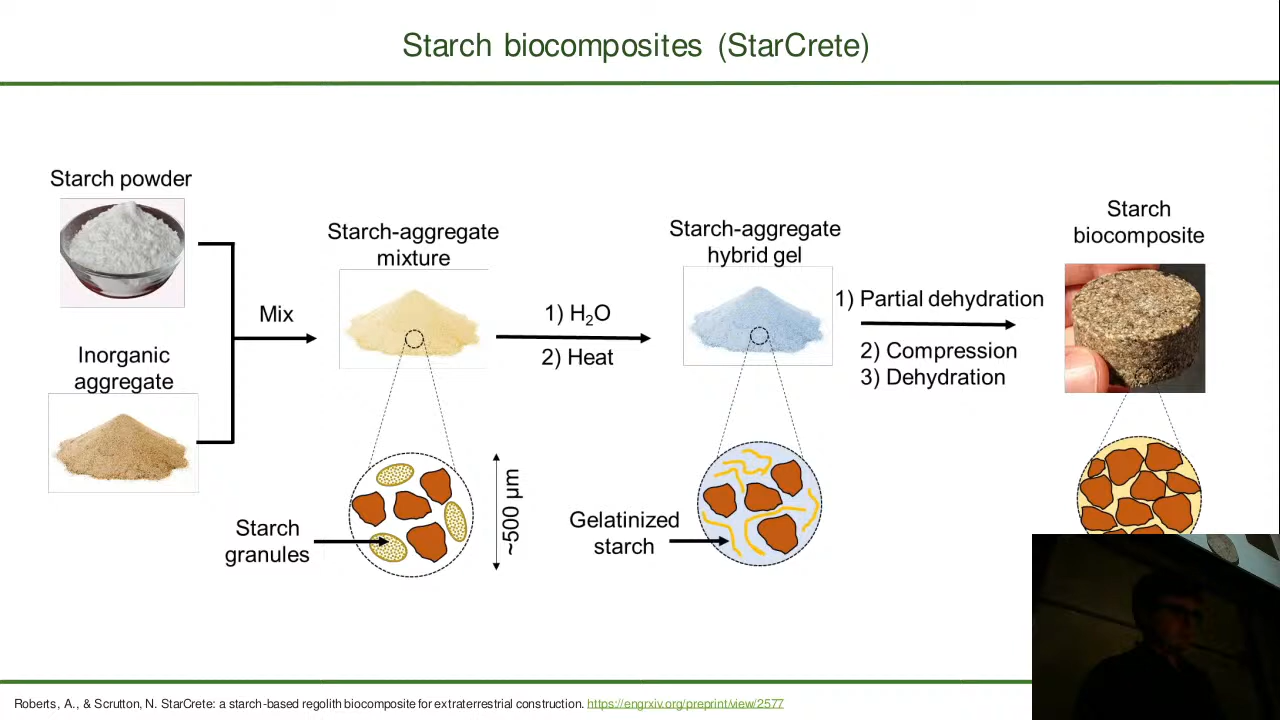 Starch biocomposites (StarCrete)
Starch powder
Inorganic
aggregate
Mix
Starch-aggregate
mixture
1) H₂O
2) Heat
Starch-aggregate
hybrid gel
1) Partial dehydration
2) Compression
3) Dehydration
Starch
biocomposite
Starch
granules
~500 µm
Gelatinized
starch
Roberts, A., & Scrutton, N. StarCrete: a starch-based regolith biocomposite for extraterrestrial construction. https://engrxiv.org/preprint/view/2577